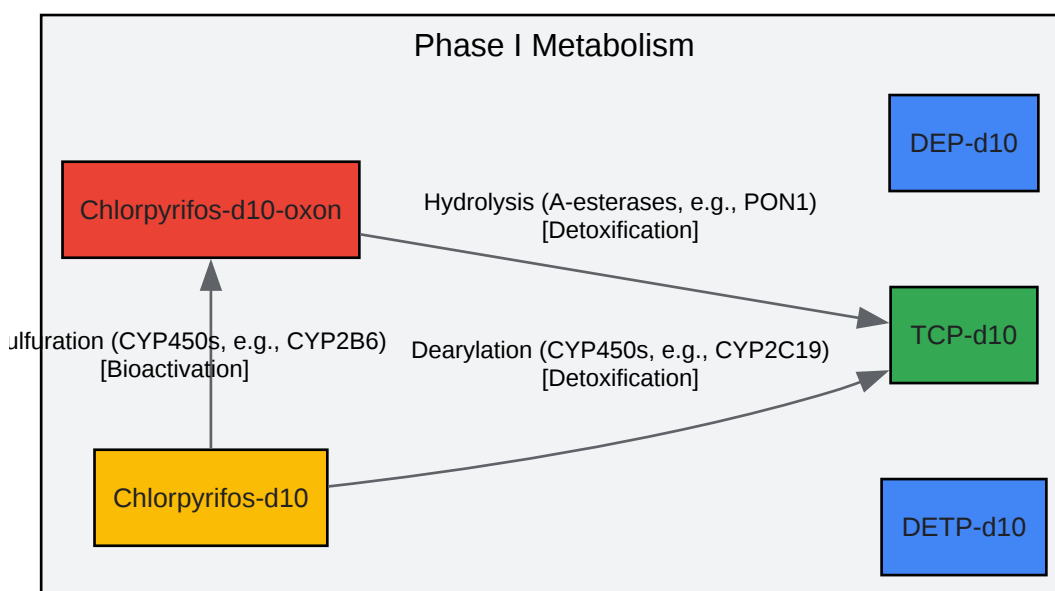 Phase I Metabolism
DEP-d10
Chlorpyrifos-d10-oxon
Hydrolysis (A-esterases, e.g., PON1)
[Detoxification]
ulfuration (CYP450s, e.g., CYP2B6)
[Bioactivation]
Dearylation (CYP450s, e.g., CYP2C19)
[Detoxification]
TCP-d10
Chlorpyrifos-d10
DETP-d10